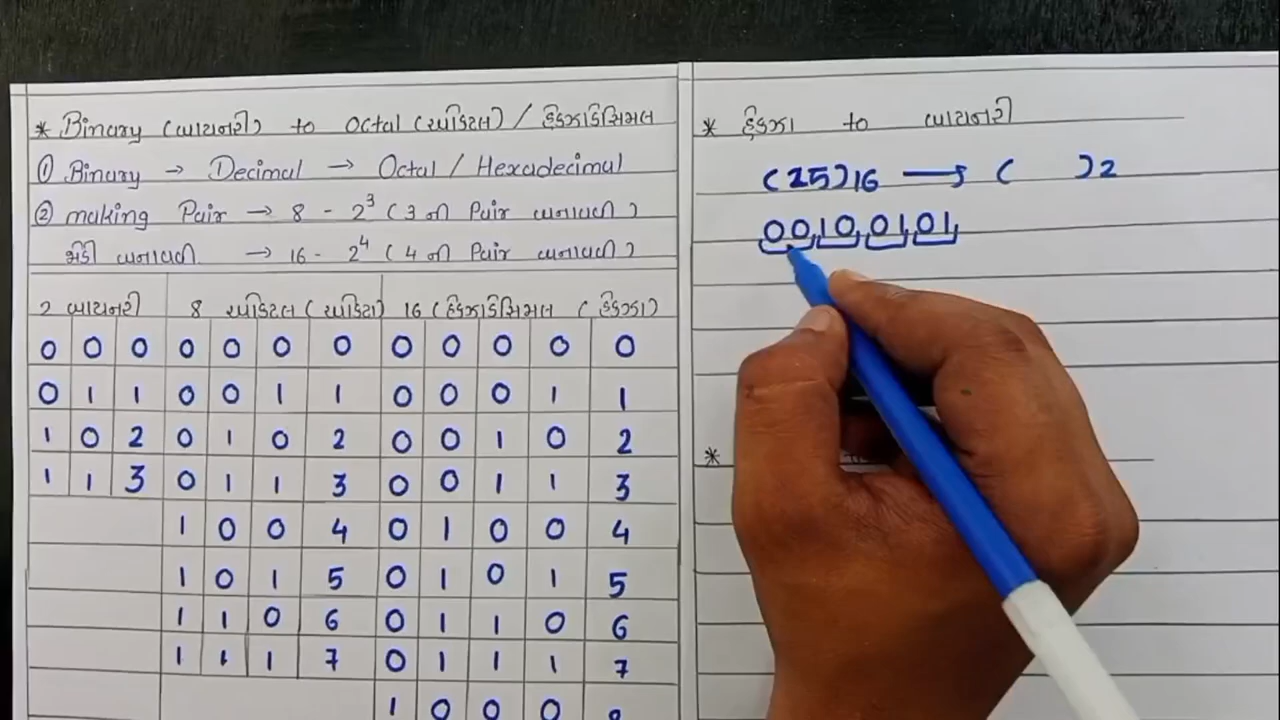 * Binary (બાયનરી) to Octal (ઓક્ટલ) / હેક્ઝાડેસિમલ
① Binary → Decimal → Octal / Hexadecimal
② making Pair → 8 - 2³ (3 ની Pair બનાવવી)
બનાવવી. → 16 - 2⁴ (4 ની Pair બનાવવી)
2 બાયનરી 8 ઓક્ટલ (ઓક્ટા) 16 (હેક્ઝાડેસિમલ (હેક્ઝા)
0 0 0 0 0 0 0 0 0 0 0 0
0 1 1 0 0 1 1 0 0 0 1 1
1 0 2 0 1 0 2 0 0 1 0 2
1 1 3 0 1 1 3 0 0 1 1 3
1 0 0 4 0 1 0 0 4
1 0 1 5 0 1 0 1 5
1 1 0 6 0 1 1 0 6
1 1 1 7 0 1 1 1 7
1 0 0 0
* હેક્ઝા to બાયનરી
(25)16 → ( )2
00100101
*